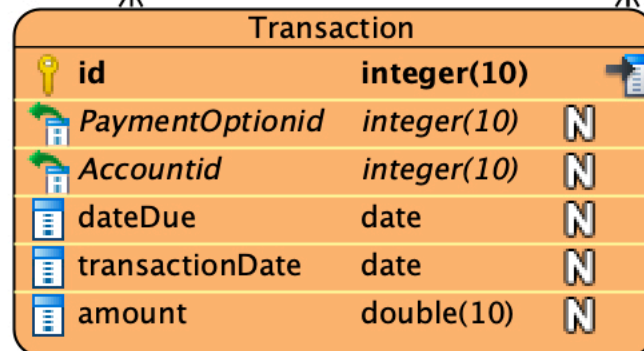 Transaction
id integer(10)
PaymentOptionid integer(10) N
Accountid integer(10) N
dateDue date N
transactionDate date N
amount double(10) N